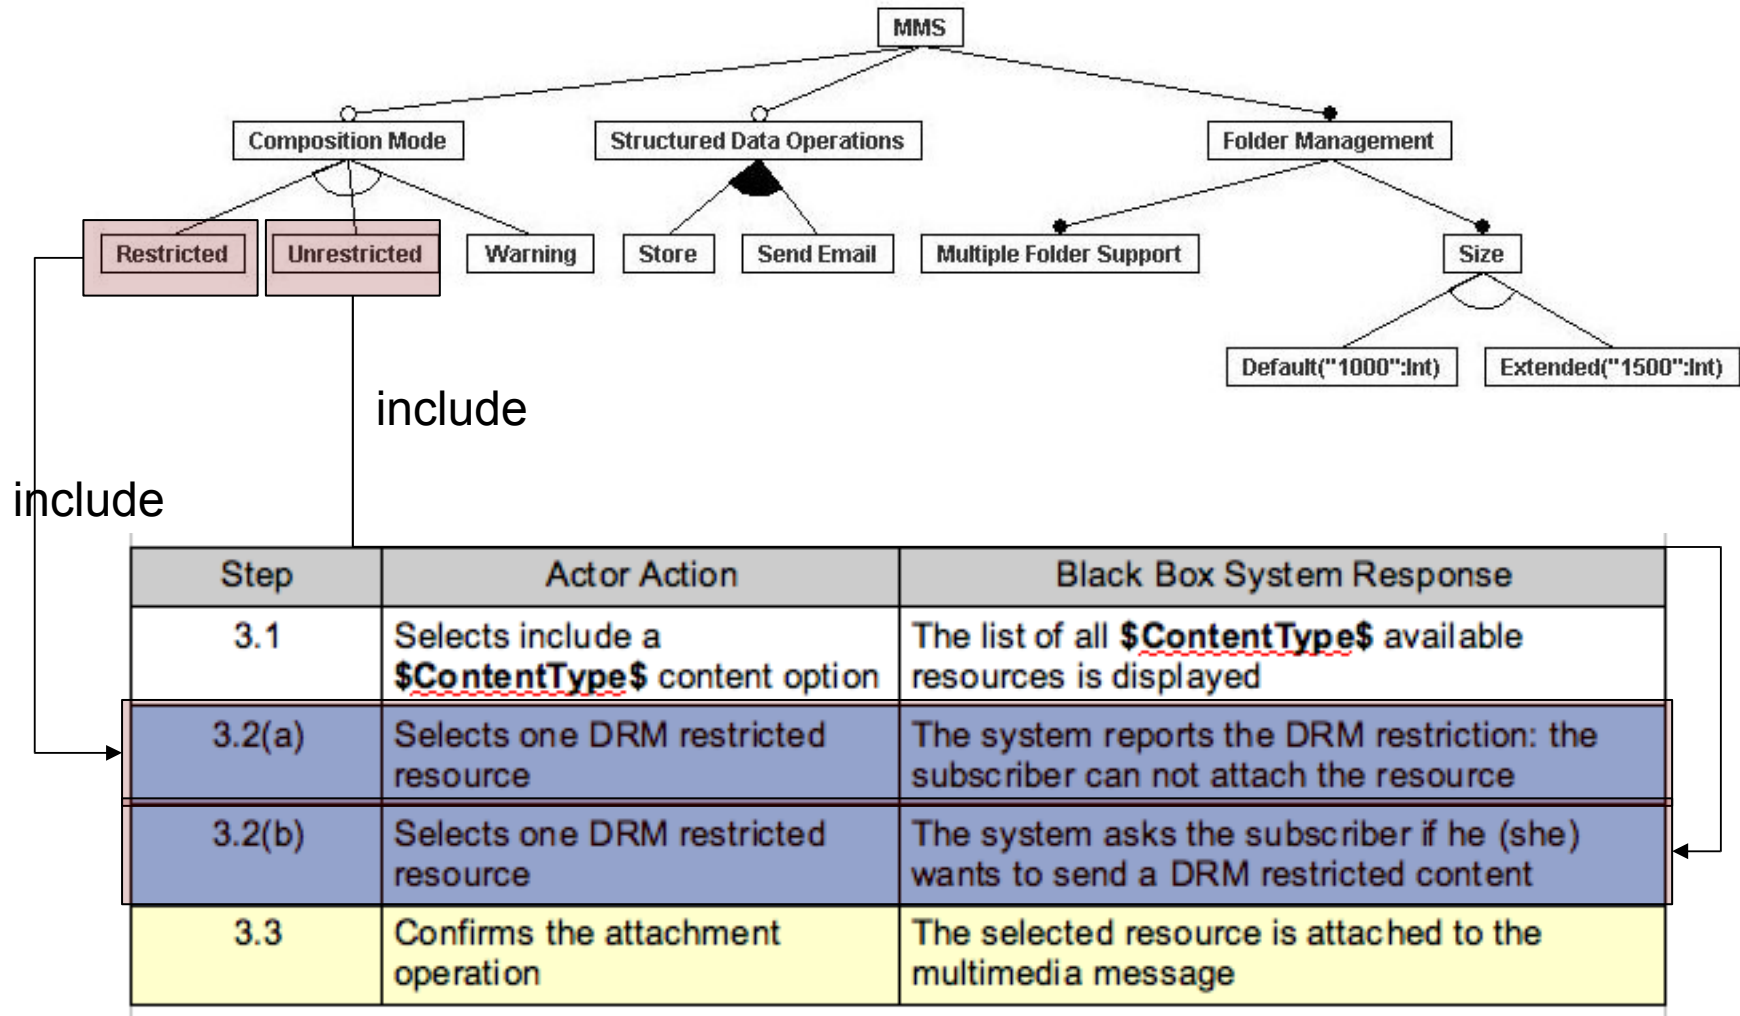 MMS
Composition Mode
Structured Data Operations
Folder Management
Restricted
Unrestricted
Warning
Store
Send Email
Multiple Folder Support
Size
Default("1000":Int)
Extended("1500":Int)
include
include
Step
Actor Action
Black Box System Response
3.1
Selects include a
$ContentType$ content option
The list of all $ContentType$ available
resources is displayed
3.2(a)
Selects one DRM restricted
resource
The system reports the DRM restriction: the
subscriber can not attach the resource
3.2(b)
Selects one DRM restricted
resource
The system asks the subscriber if he (she)
wants to send a DRM restricted content
3.3
Confirms the attachment
operation
The selected resource is attached to the
multimedia message